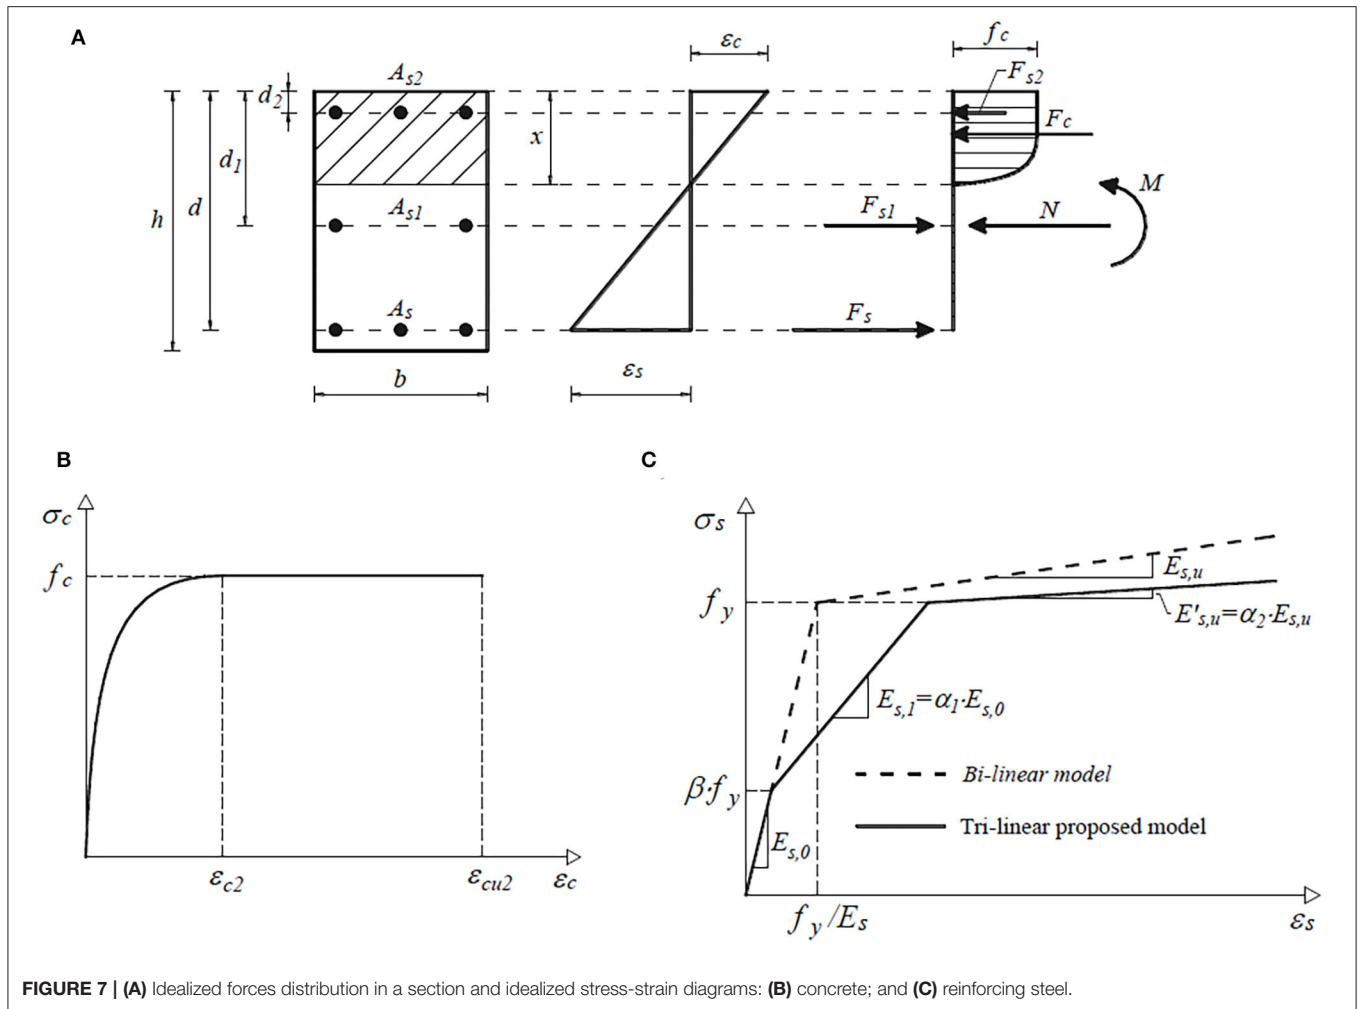 A
εc
fc
As2
d2
Fs2
Fc
x
d1
M
As1
Fs1
N
h
d
As
Fs
b
εs
B
C
σc
σs
fc
Es,u
fy
E's,u=α2·Es,u
Es,1=α1·Es,0
Bi-linear model
β·fy
Tri-linear proposed model
Es,0
εc2
εcu2
εc
fy/Es
εs
FIGURE 7 | (A) Idealized forces distribution in a section and idealized stress-strain diagrams: (B) concrete; and (C) reinforcing steel.